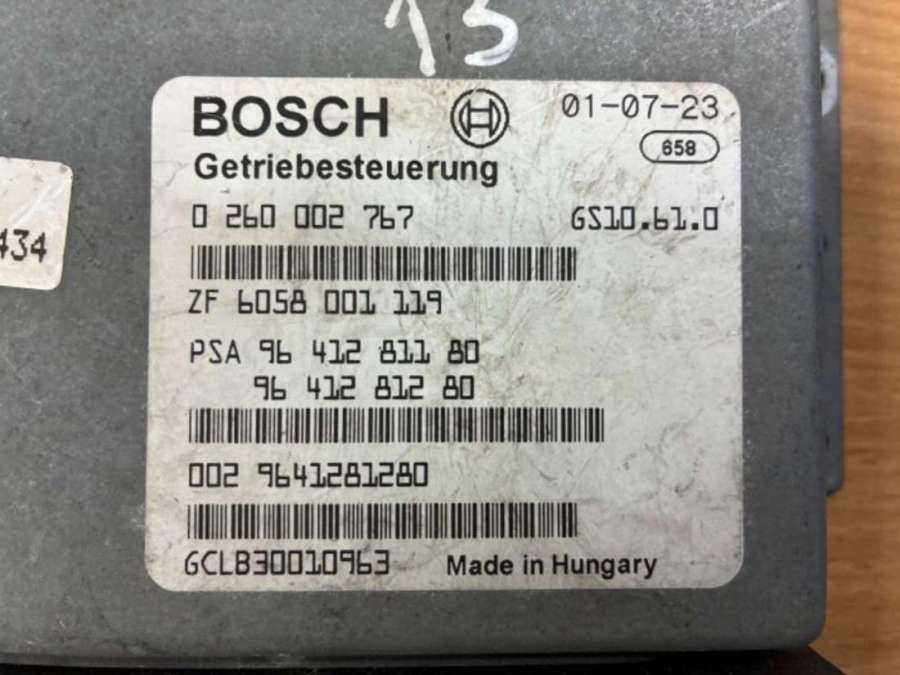 13
BOSCH
01-07-23
658
Getriebesteuerung
0 260 002 767 GS10.61.0
434
ZF 6058 001 119
PSA 96 412 811 80
96 412 812 80
002 9641281280
GCLB30010963 Made in Hungary